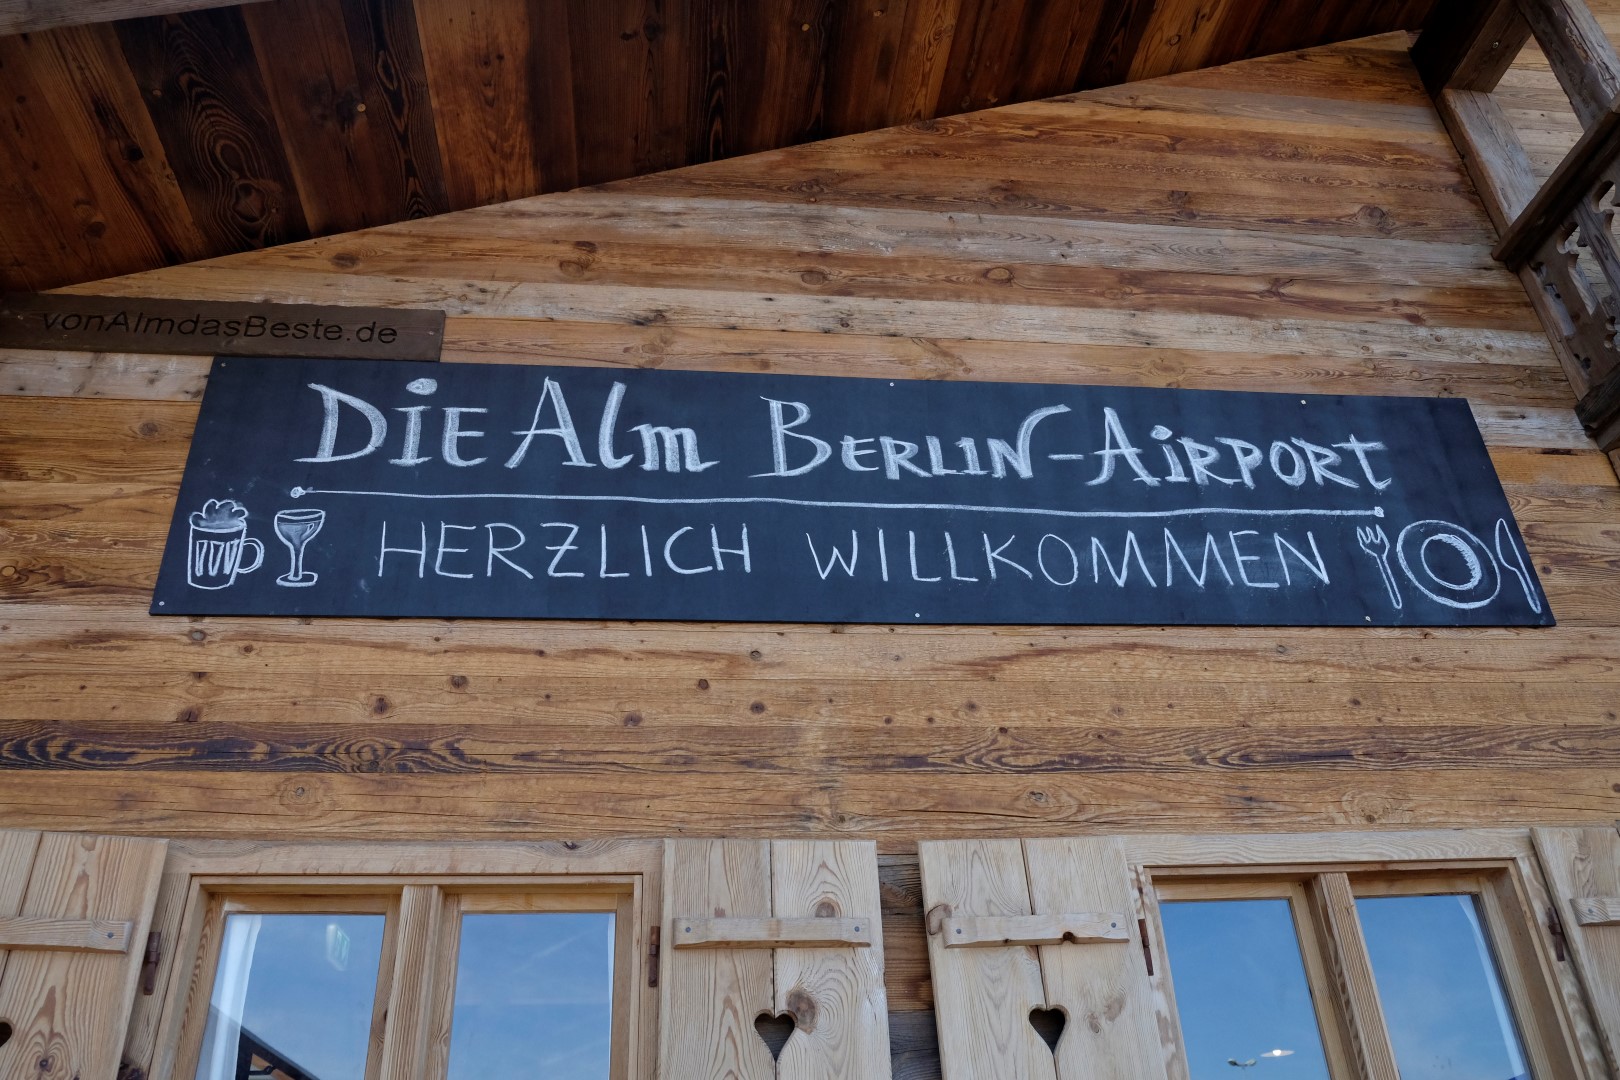 vonAlmdasBeste.de
DiE Alm BERLIN-AiRPORT
HERZLICH WILLKOMMEN